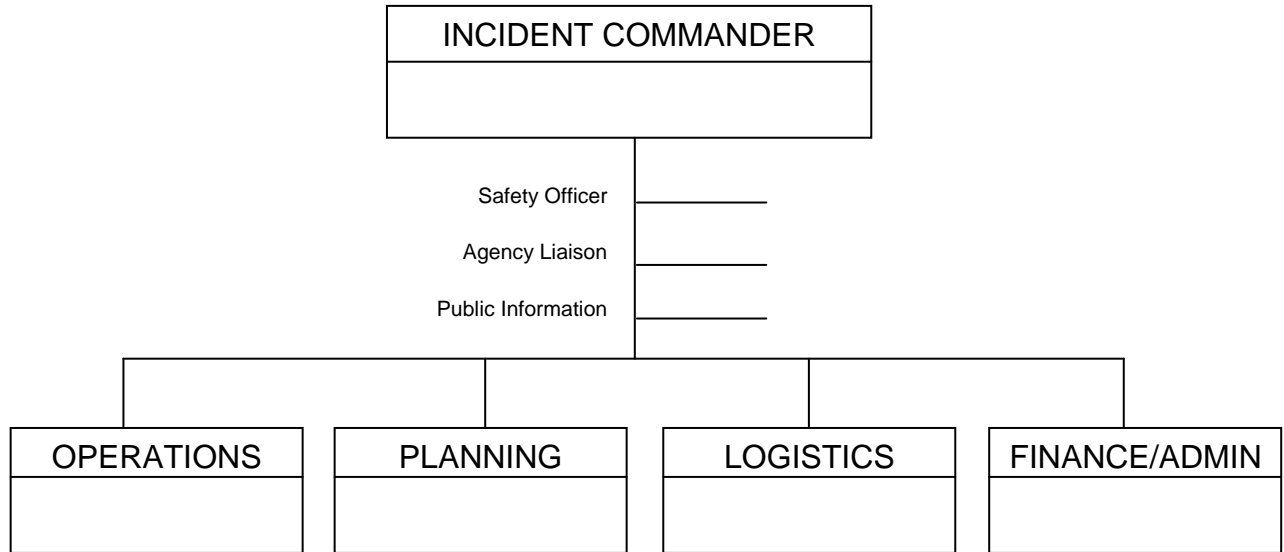 INCIDENT COMMANDER
Safety Officer
Agency Liaison
Public Information
OPERATIONS
PLANNING
LOGISTICS
FINANCE/ADMIN